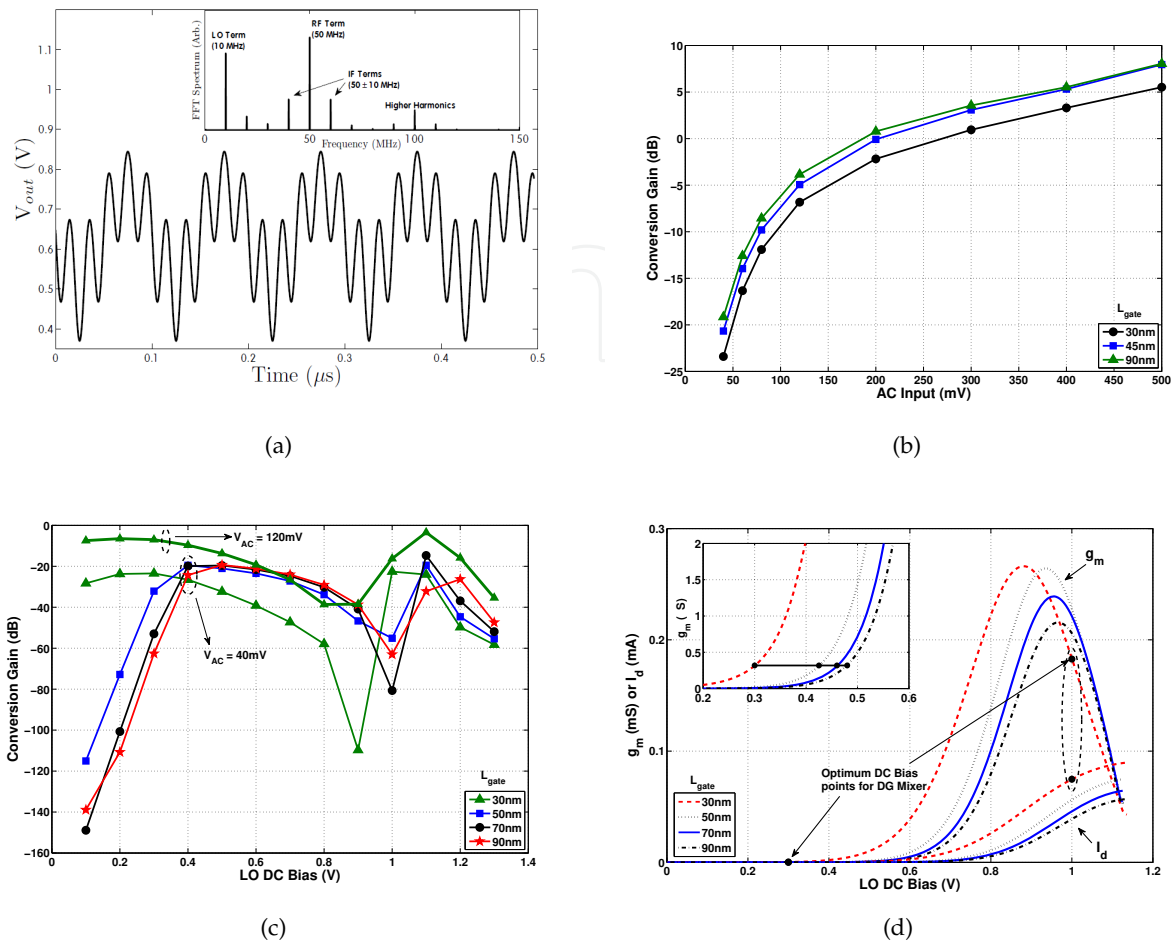 1.1
1
0.9
0.8
0.7
0.6
0.5
0.4
V_out (V)
0
0.1
0.2
0.3
0.4
0.5
Time (μs)
FFT Spectrum (Arb.)
LO Term
(10 MHz)
RF Term
(50 MHz)
IF Terms
(50 ± 10 MHz)
Higher Harmonics
0
50
100
150
Frequency (MHz)
(a)
10
5
0
−5
−10
−15
−20
−25
Conversion Gain (dB)
0
50
100
150
200
250
300
350
400
450
500
AC Input (mV)
L_gate
30nm
45nm
90nm
(b)
0
−20
−40
−60
−80
−100
−120
−140
−160
Conversion Gain (dB)
0
0.2
0.4
0.6
0.8
1
1.2
1.4
LO DC Bias (V)
V_AC = 120mV
V_AC = 40mV
L_gate
30nm
50nm
70nm
90nm
(c)
0.3
0.2
0.1
0
g_m (mS) or I_d (mA)
0
0.2
0.4
0.6
0.8
1
1.2
LO DC Bias (V)
2
1.5
1
0.5
0
g_m ( S)
0.2
0.3
0.4
0.5
0.6
g_m
I_d
Optimum DC Bias
points for DG Mixer
L_gate
30nm
50nm
70nm
90nm
(d)